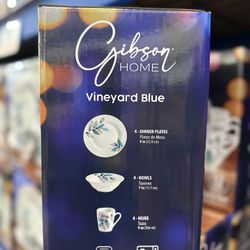 Gibson
HOME
Vineyard Blue
4 - DINNER PLATES
Platos de Mesa
4 - BOWLS
Tazones
4 - MUGS
Tazas